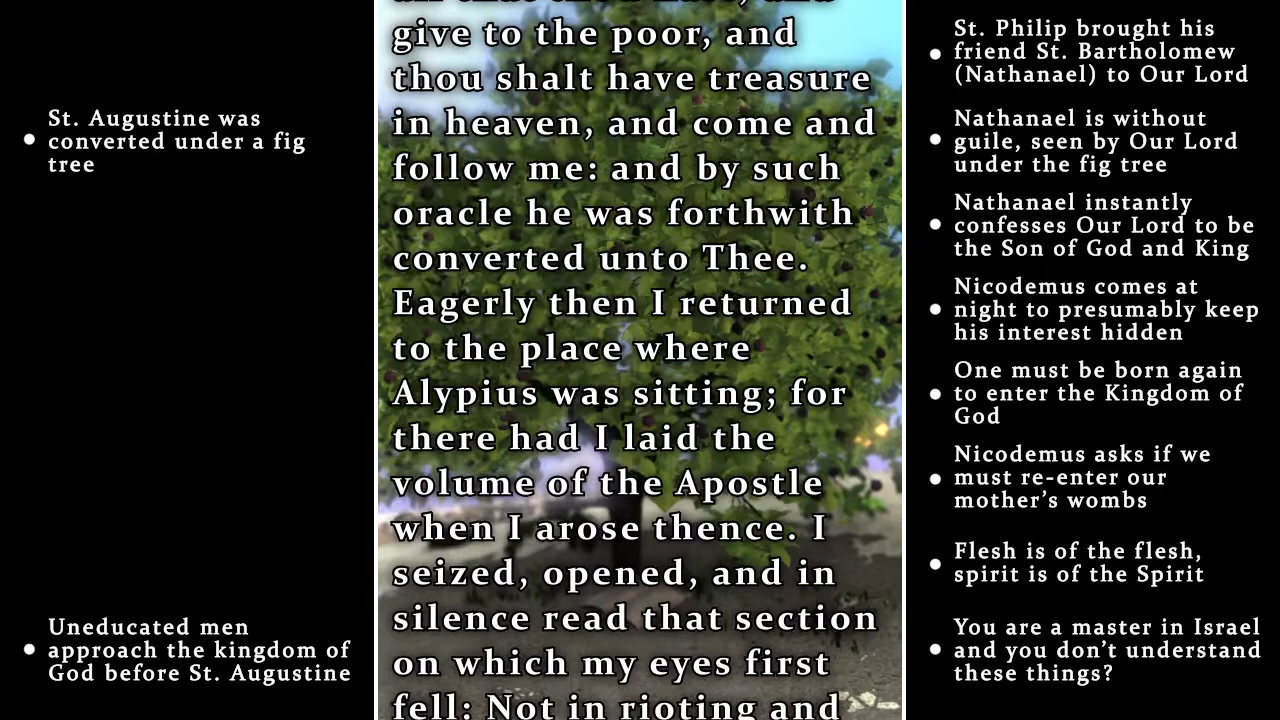 St. Augustine was
converted under a fig
tree
Uneducated men
approach the kingdom of
God before St. Augustine
give to the poor, and
thou shalt have treasure
in heaven, and come and
follow me: and by such
oracle he was forthwith
converted unto Thee.
Eagerly then I returned
to the place where
Alypius was sitting; for
there had I laid the
volume of the Apostle
when I arose thence. I
seized, opened, and in
silence read that section
on which my eyes first
fell: Not in rioting and
St. Philip brought his
friend St. Bartholomew
(Nathanael) to Our Lord
Nathanael is without
guile, seen by Our Lord
under the fig tree
Nathanael instantly
confesses Our Lord to be
the Son of God and King
Nicodemus comes at
night to presumably keep
his interest hidden
One must be born again
to enter the Kingdom of
God
Nicodemus asks if we
must re-enter our
mother’s wombs
Flesh is of the flesh,
spirit is of the Spirit
You are a master in Israel
and you don’t understand
these things?